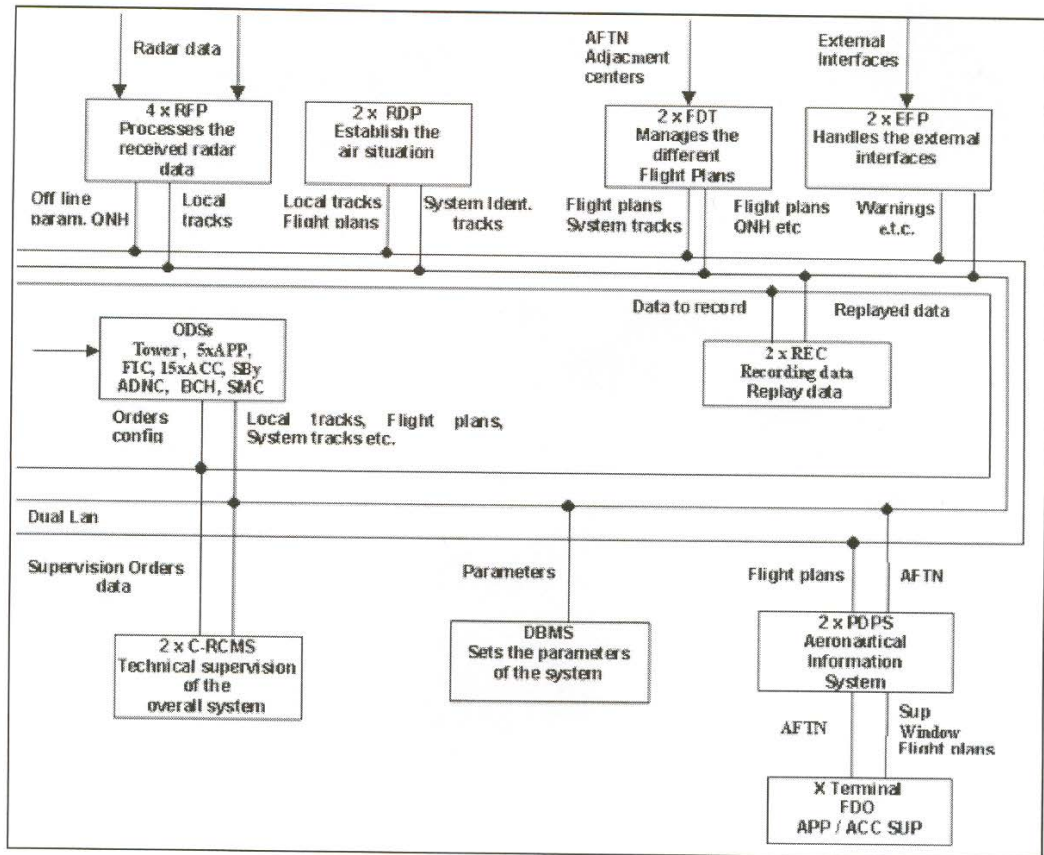 Radar data
AFTN
Adjacment
centers
External
Interfaces
4 x RFP
Processes the
received radar
data
2 x RDP
Establish the
air situation
2 x FDT
Manages the
different
Flight Plans
2 x EFP
Handles the external
interfaces
Off line
param. QNH
Local
tracks
Local tracks
Flight plans
System Ident.
tracks
Flight plans
System tracks
Flight plans
QNH etc
Warnings
e.t.c.
Data to record
Replayed data
ODSs
Tower, 5xAPP,
FIC, 15xACC, SBy
ADNC, BCH, SMC
2 x REC
Recording data
Replay data
Orders
config
Local tracks, Flight plans,
System tracks etc.
Dual Lan
Supervision Orders
data
Parameters
Flight plans
AFTN
2 x C-RCMS
Technical supervision
of the
overall system
DBMS
Sets the parameters
of the system
2 x PDPS
Aeronautical
Information
System
AFTN
Sup
Window
Flight plans
X Terminal
FDO
APP / ACC SUP